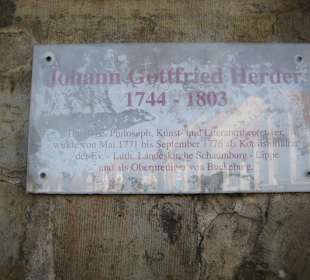 Johann Gottfried Herder
1744 - 1803
Philosoph, Kunst- und Literaturtheoretiker,
wirkte von Mai 1771 bis September 1776 als Konsistorialrat
der Ev. - Luth. Landeskirche Schaumburg - Lippe
und als Oberprediger von Bückeburg.